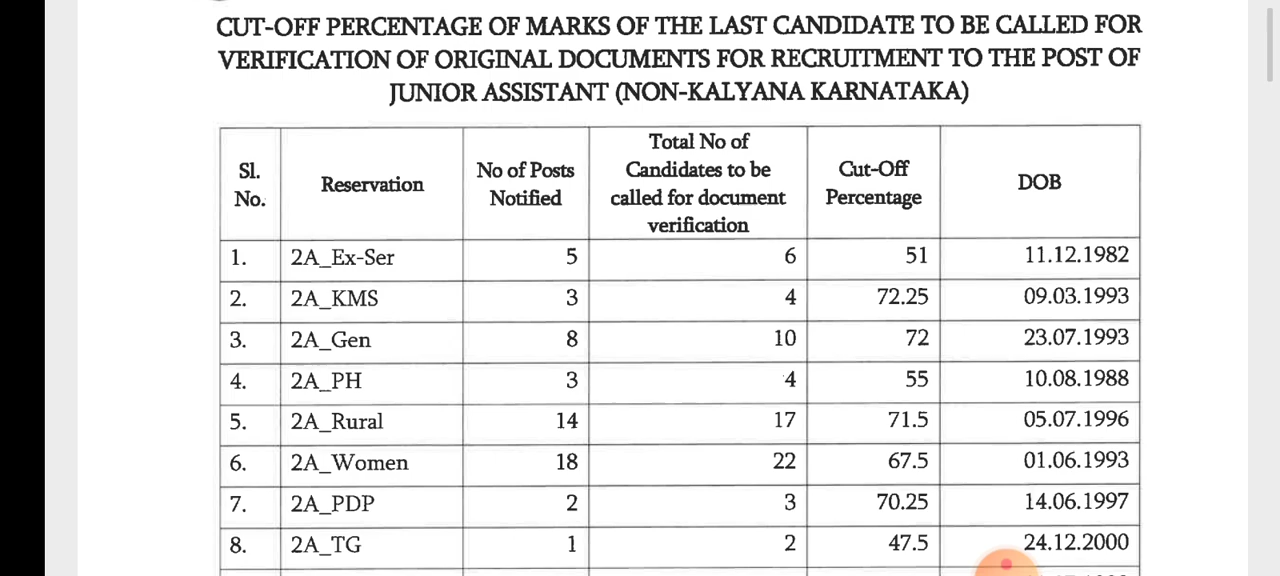 CUT-OFF PERCENTAGE OF MARKS OF THE LAST CANDIDATE TO BE CALLED FOR
VERIFICATION OF ORIGINAL DOCUMENTS FOR RECRUITMENT TO THE POST OF
JUNIOR ASSISTANT (NON-KALYANA KARNATAKA)
Sl. No. Reservation No of Posts Notified Total No of Candidates to be called for document verification Cut-Off Percentage DOB
1. 2A_Ex-Ser 5 6 51 11.12.1982
2. 2A_KMS 3 4 72.25 09.03.1993
3. 2A_Gen 8 10 72 23.07.1993
4. 2A_PH 3 4 55 10.08.1988
5. 2A_Rural 14 17 71.5 05.07.1996
6. 2A_Women 18 22 67.5 01.06.1993
7. 2A_PDP 2 3 70.25 14.06.1997
8. 2A_TG 1 2 47.5 24.12.2000